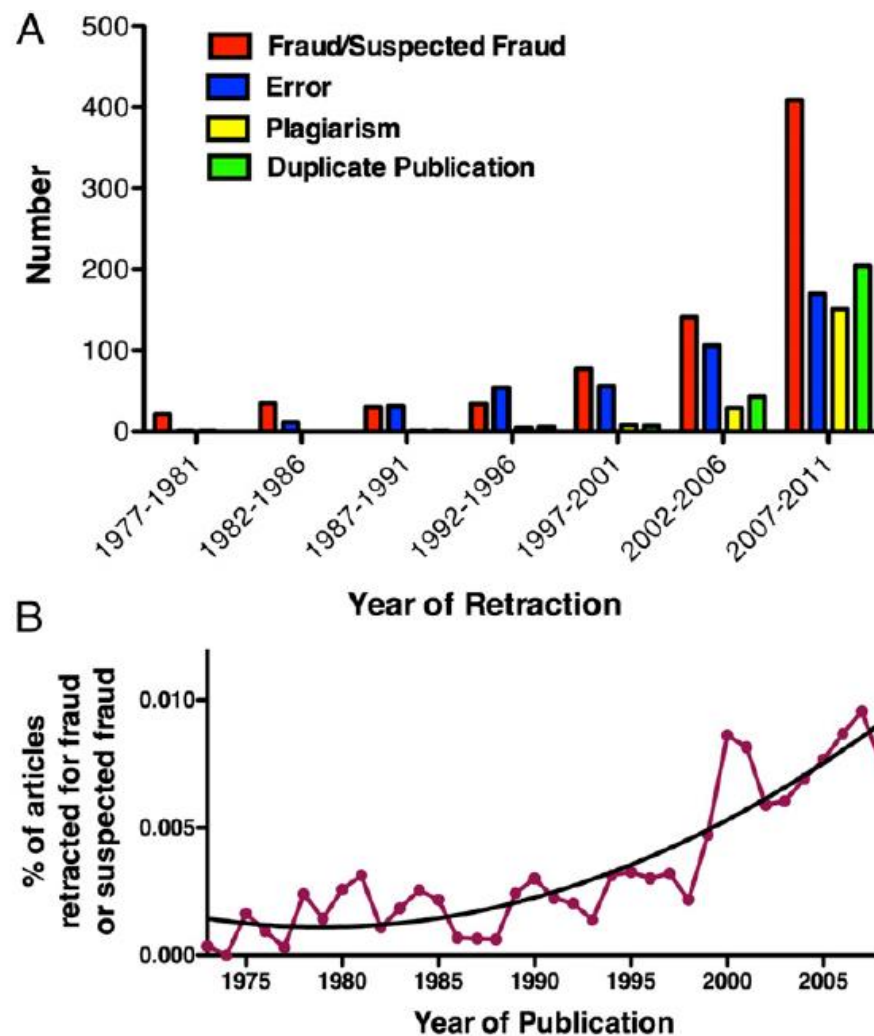 A
500
400
300
200
100
0
Number
Fraud/Suspected Fraud
Error
Plagiarism
Duplicate Publication
1977-1981
1982-1986
1987-1991
1992-1996
1997-2001
2002-2006
2007-2011
Year of Retraction
B
% of articles
retracted for fraud
or suspected fraud
0.010
0.005
0.000
1975
1980
1985
1990
1995
2000
2005
Year of Publication